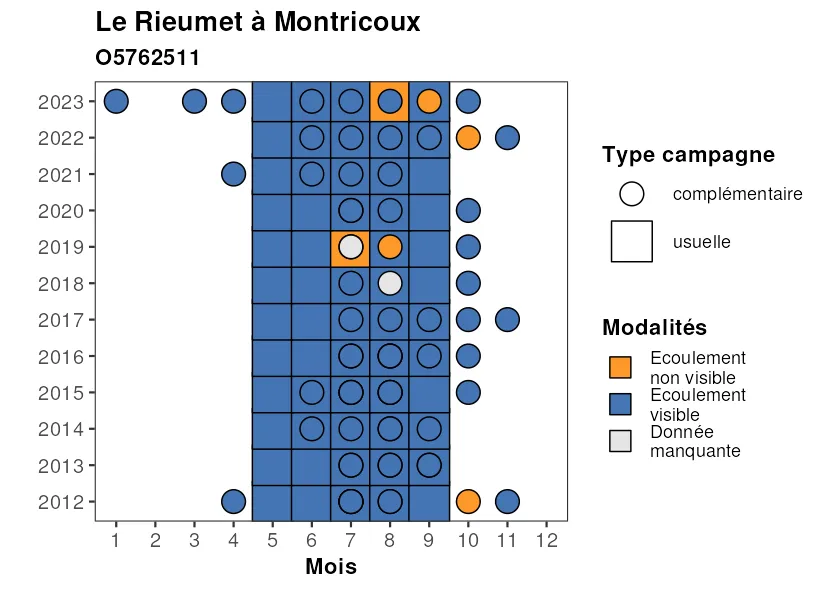 Le Rieumet à Montricoux
O5762511
2023
2022
2021
2020
2019
2018
2017
2016
2015
2014
2013
2012
1 2 3 4 5 6 7 8 9 10 11 12
Mois
Type campagne
complémentaire
usuelle
Modalités
Ecoulement
non visible
Ecoulement
visible
Donnée
manquante